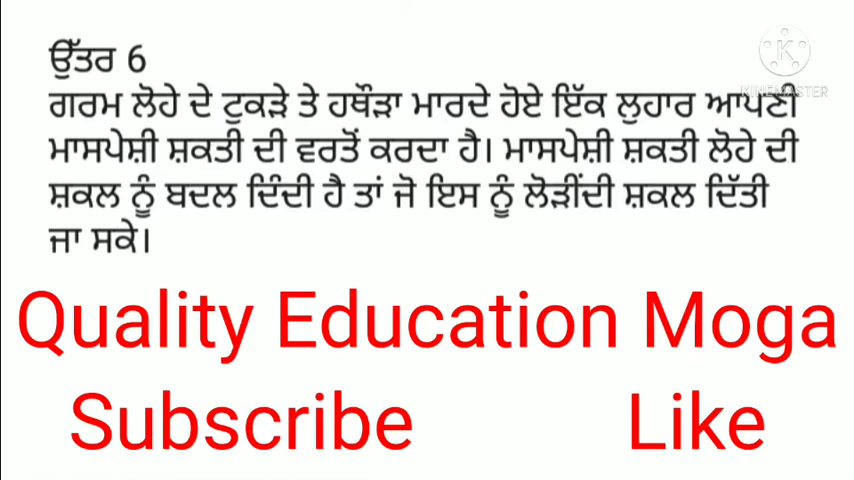 ਉੱਤਰ 6
ਗਰਮ ਲੋਹੇ ਦੇ ਟੁਕੜੇ ਤੇ ਹਥੌੜਾ ਮਾਰਦੇ ਹੋਏ ਇੱਕ ਲੁਹਾਰ ਆਪਣੀ
ਮਾਸਪੇਸ਼ੀ ਸ਼ਕਤੀ ਦੀ ਵਰਤੋਂ ਕਰਦਾ ਹੈ। ਮਾਸਪੇਸ਼ੀ ਸ਼ਕਤੀ ਲੋਹੇ ਦੀ
ਸ਼ਕਲ ਨੂੰ ਬਦਲ ਦਿੰਦੀ ਹੈ ਤਾਂ ਜੋ ਇਸ ਨੂੰ ਲੋੜੀਂਦੀ ਸ਼ਕਲ ਦਿੱਤੀ
ਜਾ ਸਕੇ।
K
KINEMASTER
Quality Education Moga
Subscribe Like